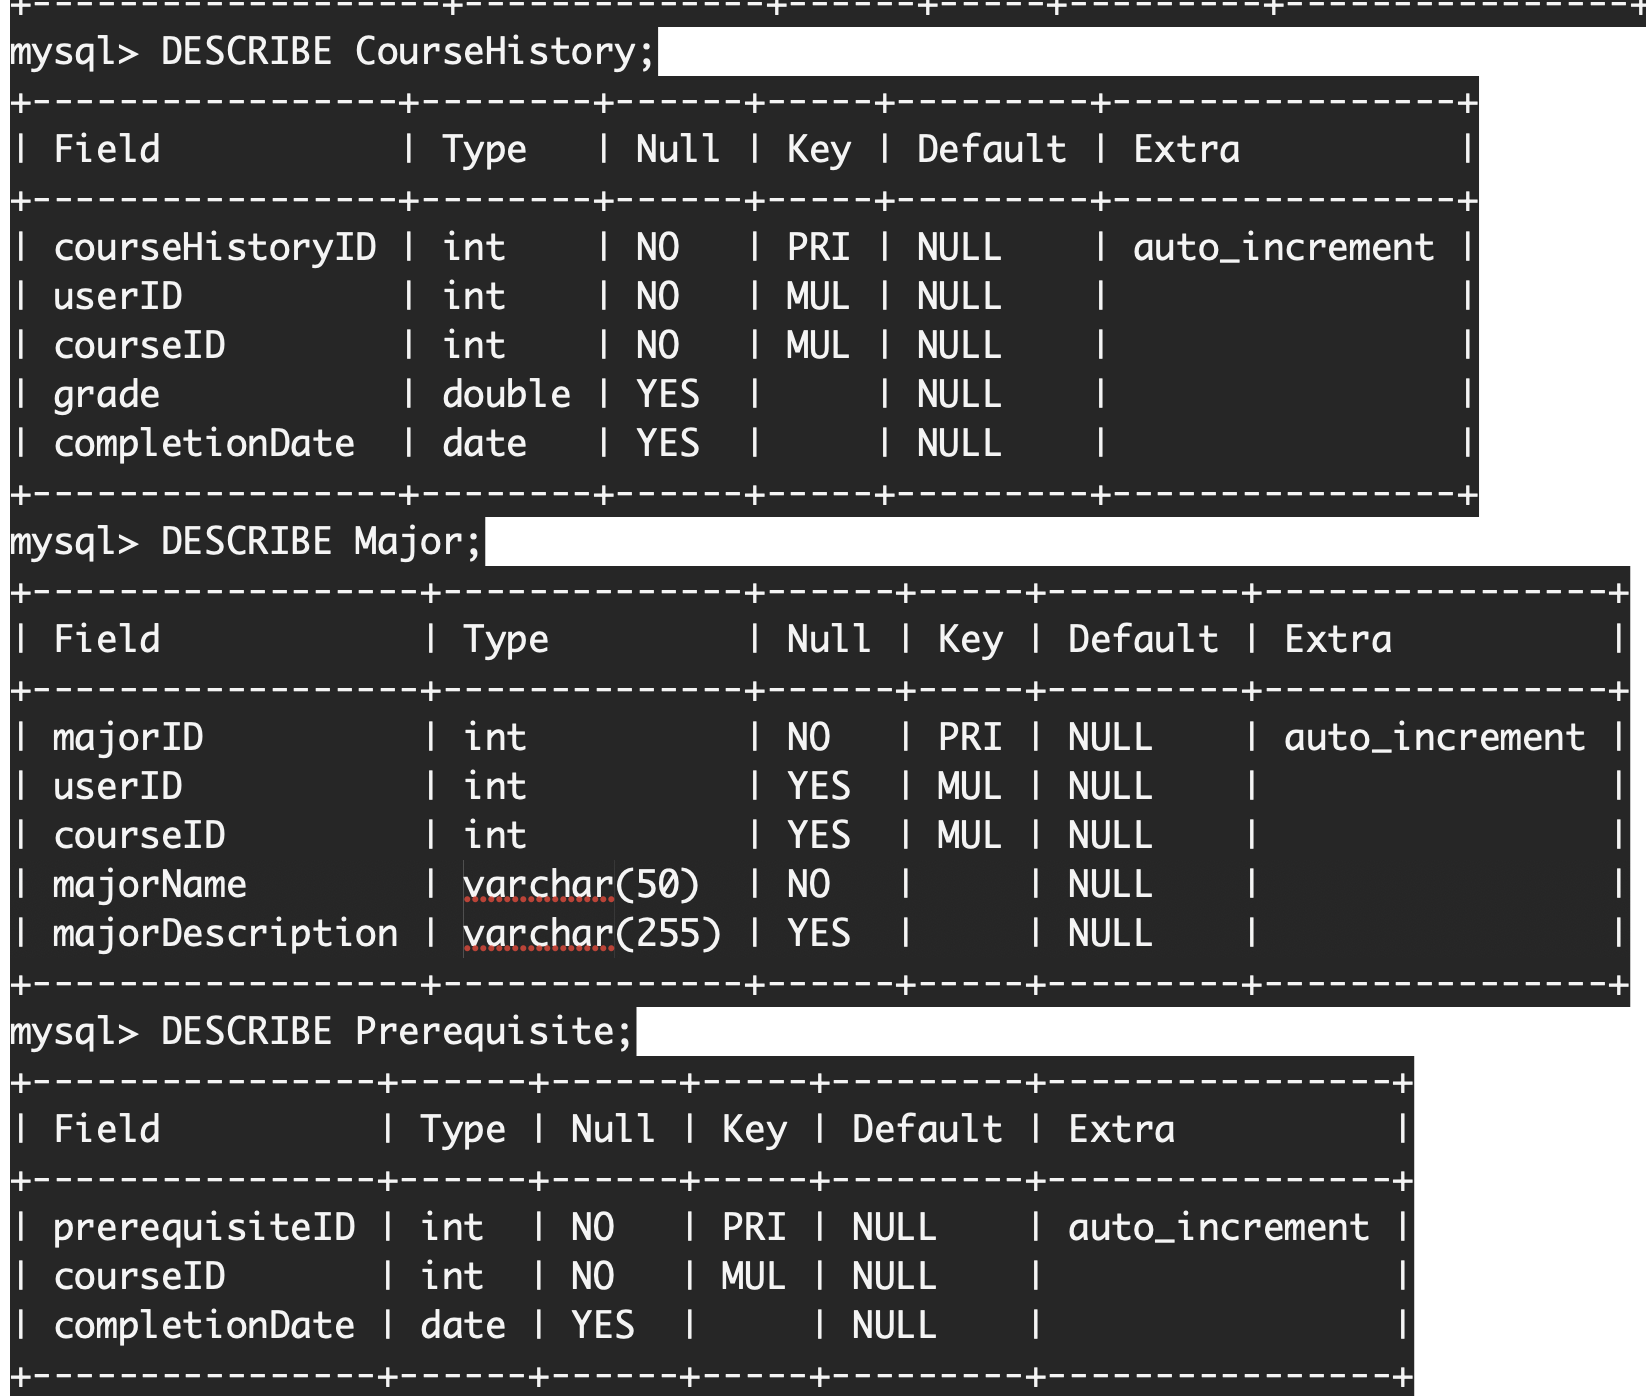 +-------------------+--------------+------+-----+---------+----------------+
mysql> DESCRIBE CourseHistory;
+-----------------+--------+------+-----+---------+----------------+
| Field           | Type   | Null | Key | Default | Extra          |
+-----------------+--------+------+-----+---------+----------------+
| courseHistoryID | int    | NO   | PRI | NULL    | auto_increment |
| userID          | int    | NO   | MUL | NULL    |                |
| courseID        | int    | NO   | MUL | NULL    |                |
| grade           | double | YES  |     | NULL    |                |
| completionDate  | date   | YES  |     | NULL    |                |
+-----------------+--------+------+-----+---------+----------------+
mysql> DESCRIBE Major;
+------------------+--------------+------+-----+---------+----------------+
| Field            | Type         | Null | Key | Default | Extra          |
+------------------+--------------+------+-----+---------+----------------+
| majorID          | int          | NO   | PRI | NULL    | auto_increment |
| userID           | int          | YES  | MUL | NULL    |                |
| courseID         | int          | YES  | MUL | NULL    |                |
| majorName        | varchar(50)  | NO   |     | NULL    |                |
| majorDescription | varchar(255) | YES  |     | NULL    |                |
+------------------+--------------+------+-----+---------+----------------+
mysql> DESCRIBE Prerequisite;
+----------------+------+------+-----+---------+----------------+
| Field          | Type | Null | Key | Default | Extra          |
+----------------+------+------+-----+---------+----------------+
| prerequisiteID | int  | NO   | PRI | NULL    | auto_increment |
| courseID       | int  | NO   | MUL | NULL    |                |
| completionDate | date | YES  |     | NULL    |                |
+----------------+------+------+-----+---------+----------------+